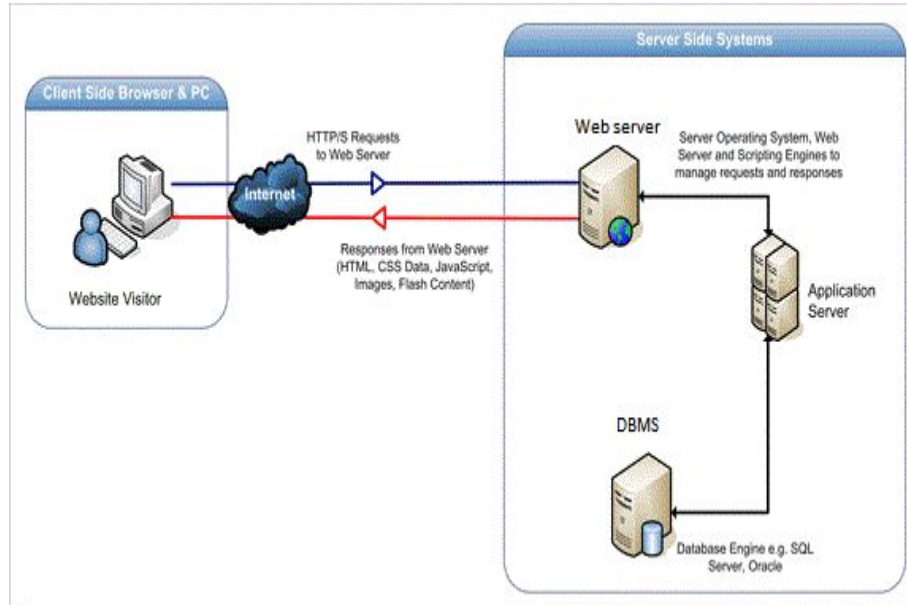 Server Side Systems
Client Side Browser & PC
HTTP/S Requests
to Web Server
Web server
Server Operating System, Web
Server and Scripting Engines to
manage requests and responses
Internet
Responses from Web Server
(HTML, CSS Data, JavaScript,
Images, Flash Content)
Website Visitor
Application
Server
DBMS
Database Engine e.g. SQL
Server, Oracle